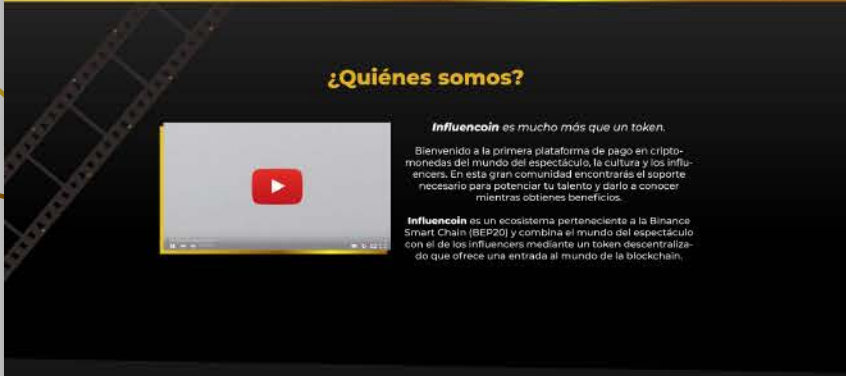 ¿Quiénes somos?
Influencoin es mucho más que un token.
Bienvenido a la primera plataforma de pago en cripto-
monedas del mundo del espectáculo, la cultura y los influ-
encers. En esta gran comunidad encontrarás el soporte
necesario para potenciar tu talento y darlo a conocer
mientras obtienes beneficios.
Influencoin es un ecosistema perteneciente a la Binance
Smart Chain (BEP20) y combina el mundo del espectáculo
con el de los influencers mediante un token descentraliza-
do que ofrece una entrada al mundo de la blockchain.